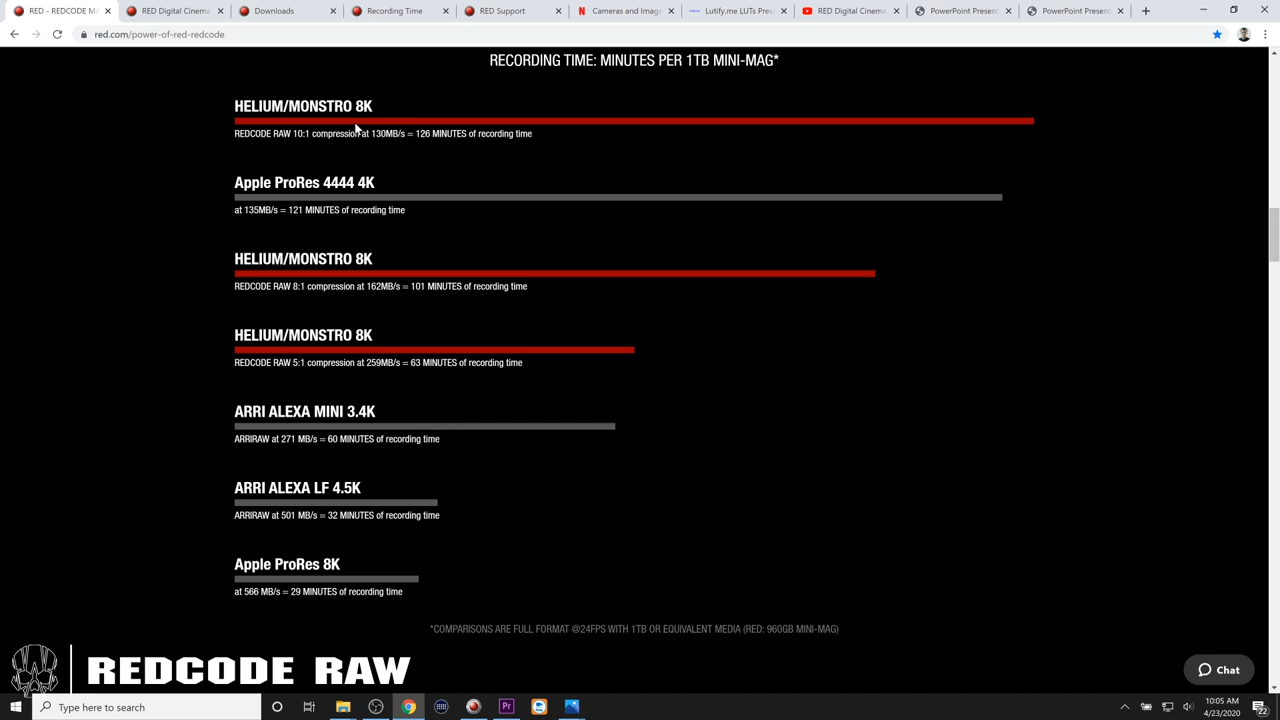 RED - REDCODE MA
RED Digital Cinema
Downloads
Recording Time
RED Support
Cameras and Image
Lutify.me LUTs Prev
RED Digital Cinema
PowerPoint Present
PowerPoint Present
red.com/power-of-red-redcode
RECORDING TIME: MINUTES PER 1TB MINI-MAG*
HELIUM/MONSTRO 8K
REDCODE RAW 10:1 compression at 130MB/s = 126 MINUTES of recording time
Apple ProRes 4444 4K
at 135MB/s = 121 MINUTES of recording time
HELIUM/MONSTRO 8K
REDCODE RAW 8:1 compression at 162MB/s = 101 MINUTES of recording time
HELIUM/MONSTRO 8K
REDCODE RAW 5:1 compression at 259MB/s = 63 MINUTES of recording time
ARRI ALEXA MINI 3.4K
ARRIRAW at 271 MB/s = 60 MINUTES of recording time
ARRI ALEXA LF 4.5K
ARRIRAW at 501 MB/s = 32 MINUTES of recording time
Apple ProRes 8K
at 566 MB/s = 29 MINUTES of recording time
*COMPARISONS ARE FULL FORMAT @24FPS WITH 1TB OR EQUIVALENT MEDIA (RED: 960GB MINI-MAG)
REDCODE RAW
Chat
Type here to search
Pr
10:05 AM
4/23/2020
22